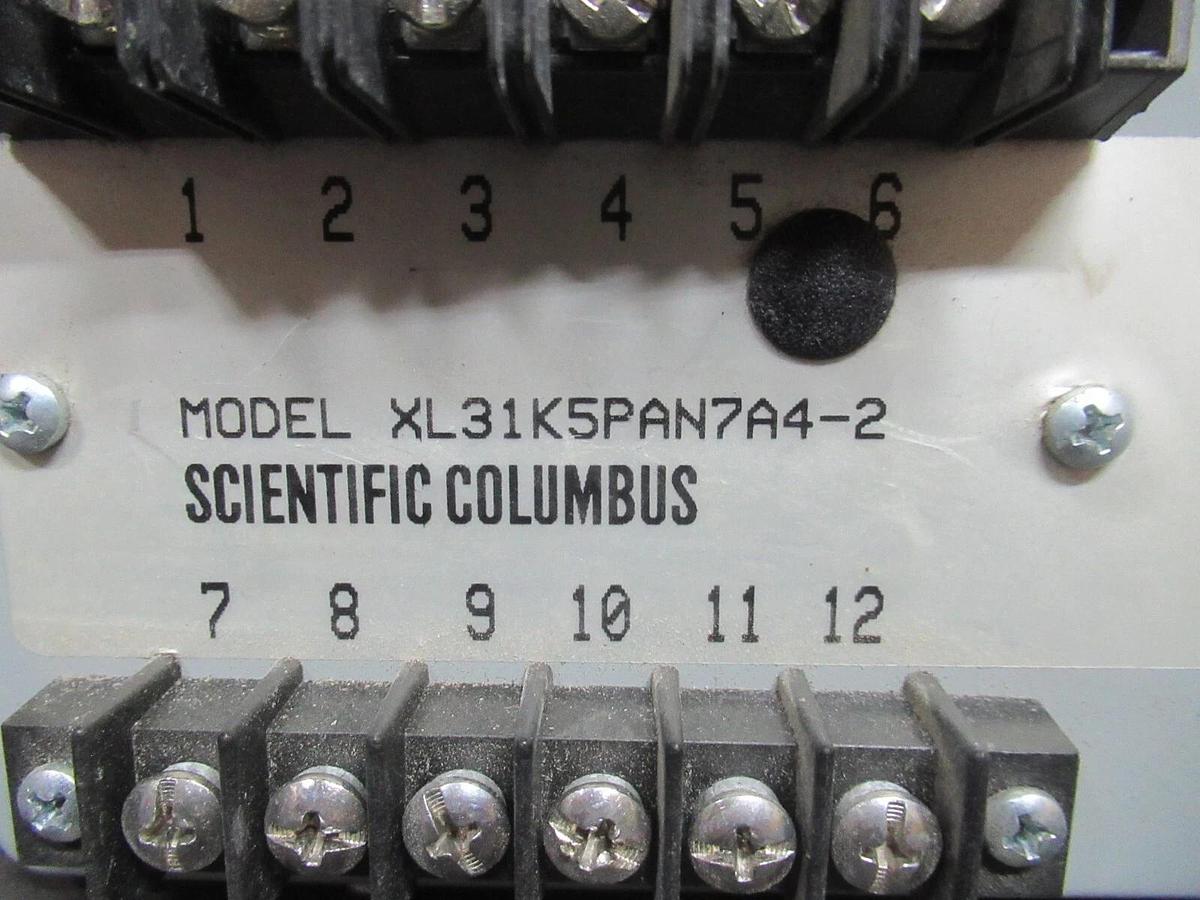 1 2 3 4 5 6
MODEL XL31K5PAN7A4-2
SCIENTIFIC COLUMBUS
7 8 9 10 11 12